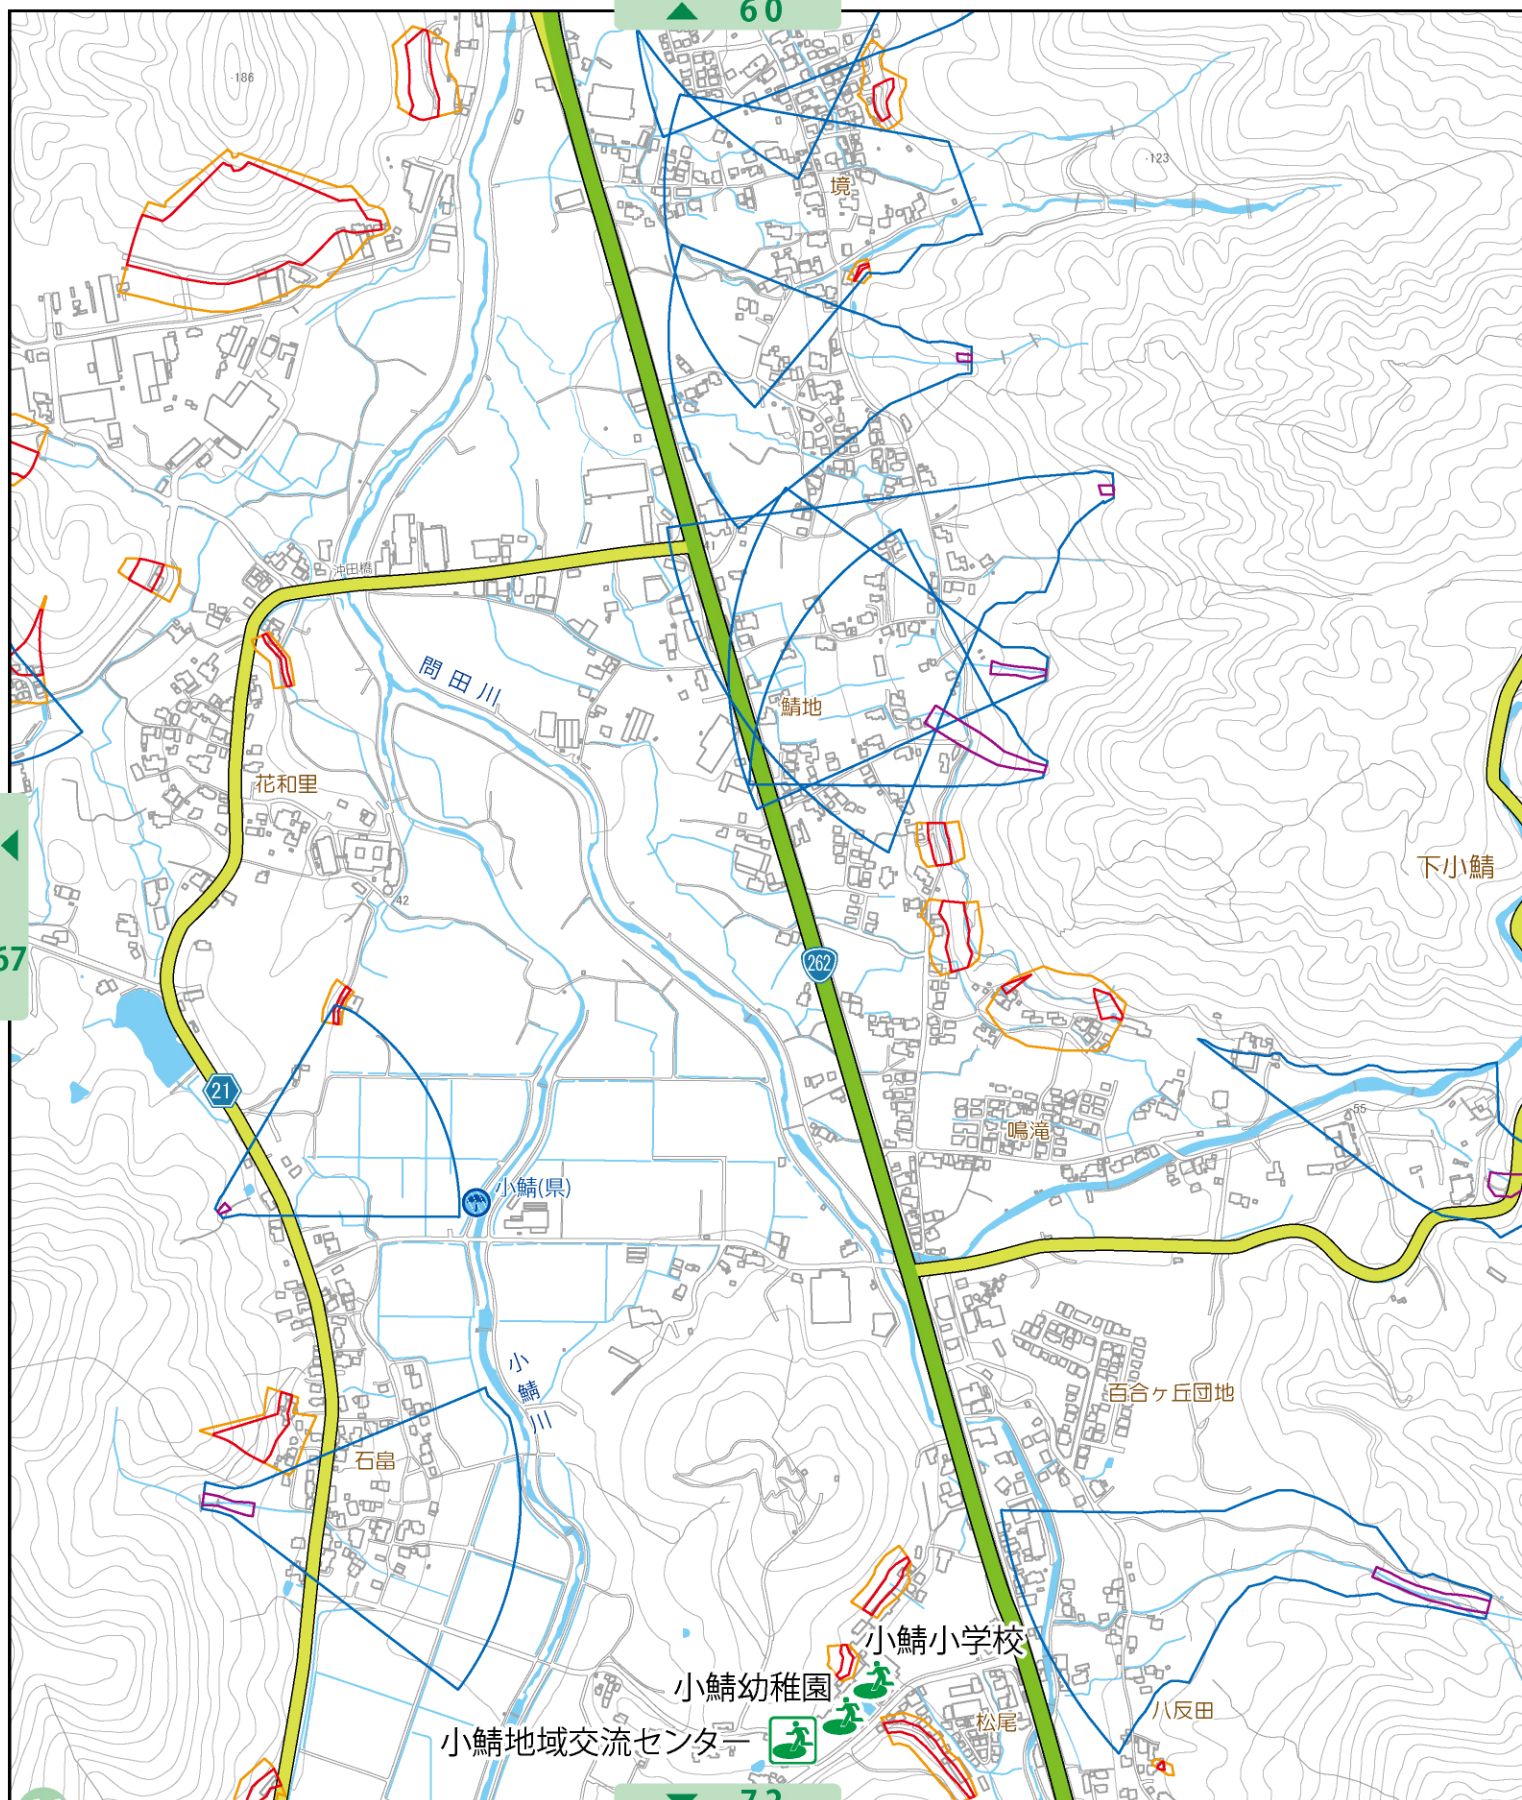 60
186
123
境
41
沖田橋
問田川
鯖地
花和里
下小鯖
42
67
262
21
55
鳴滝
小鯖(県)
小鯖川
百合ヶ丘団地
石畠
小鯖小学校
小鯖幼稚園
八反田
松尾
小鯖地域交流センター
72